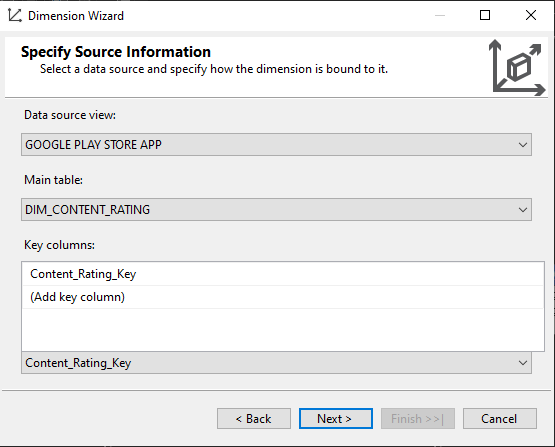 Dimension Wizard
Specify Source Information
Select a data source and specify how the dimension is bound to it.
Data source view:
GOOGLE PLAY STORE APP
Main table:
DIM_CONTENT_RATING
Key columns:
Content_Rating_Key
(Add key column)
Content_Rating_Key
< Back
Next >
Finish >>|
Cancel